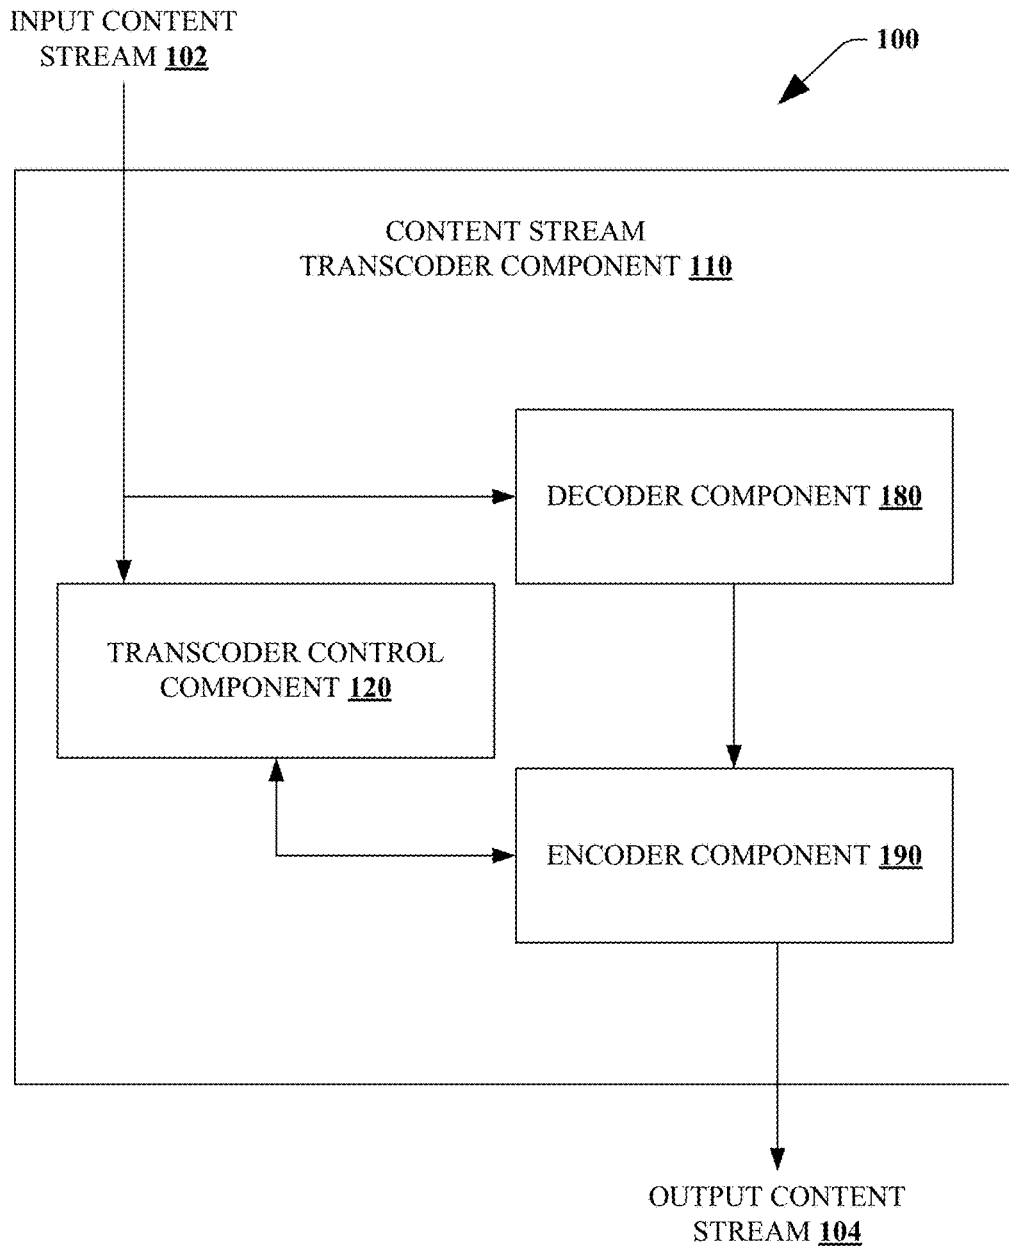 INPUT CONTENT
STREAM 102
100
CONTENT STREAM
TRANSCODER COMPONENT 110
DECODER COMPONENT 180
TRANSCODER CONTROL
COMPONENT 120
ENCODER COMPONENT 190
OUTPUT CONTENT
STREAM 104